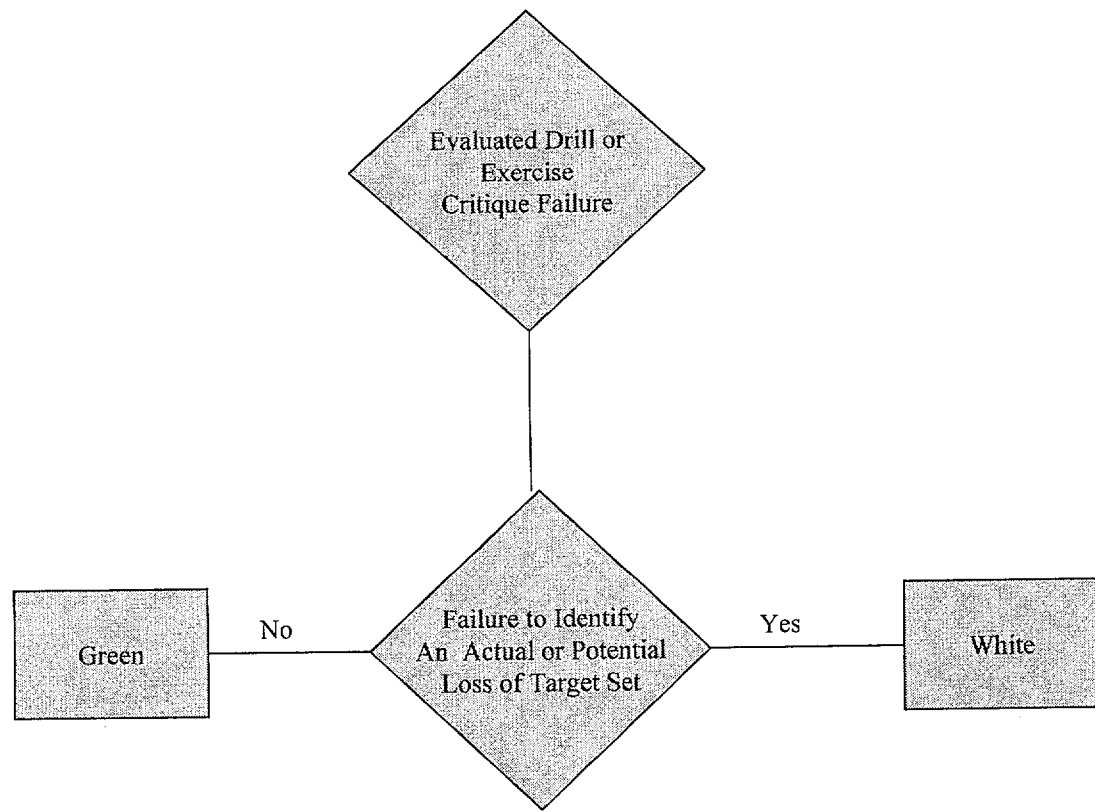 Evaluated Drill or
Exercise
Critique Failure
No
Yes
Green
Failure to Identify
An Actual or Potential
Loss of Target Set
White